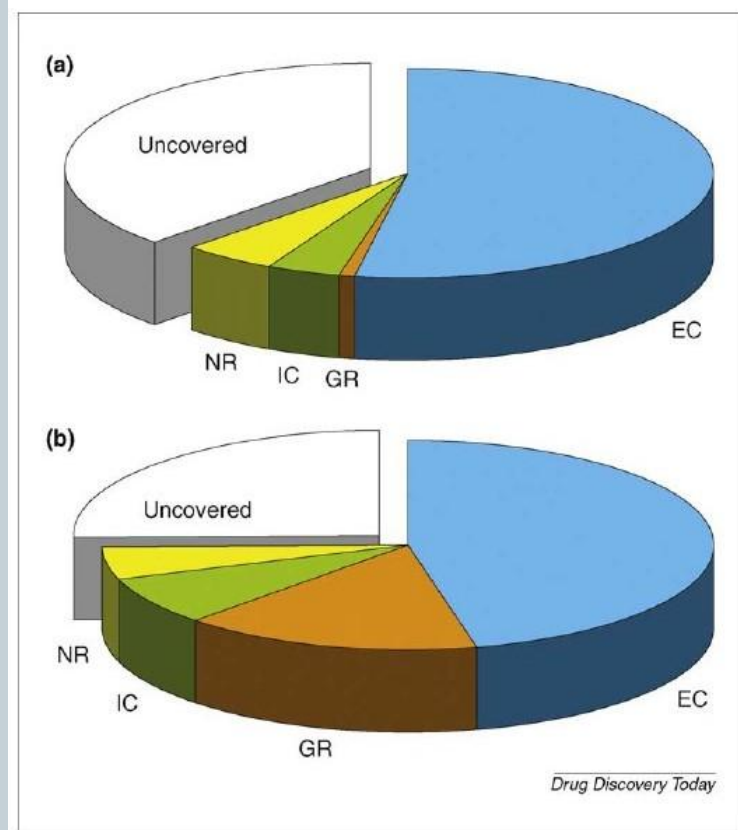 (a)
Uncovered
EC
NR
IC
GR
(b)
Uncovered
EC
NR
IC
GR
Drug Discovery Today